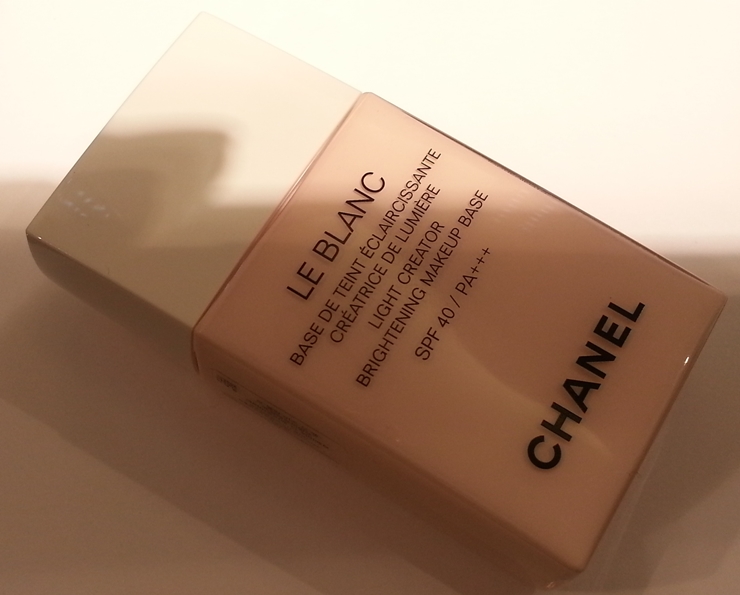 LE BLANC
BASE DE TEINT ÉCLAIRCISSANTE
CRÉATRICE DE LUMIÈRE
LIGHT CREATOR
BRIGHTENING MAKEUP BASE
SPF 40 / PA+++
CHANEL